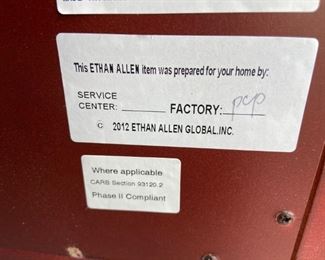 This ETHAN ALLEN item was prepared for your home by:
SERVICE
CENTER: FACTORY: pcp
© 2012 ETHAN ALLEN GLOBAL,INC.
Where applicable
CARB Section 93120.2
Phase II Compliant